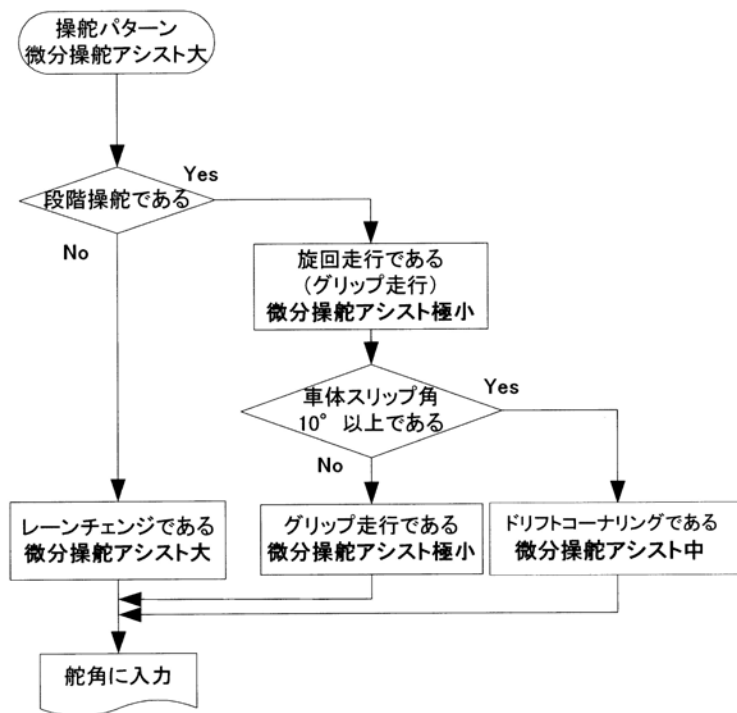 操舵パターン
微分操舵アシスト大
段階操舵である
Yes
No
旋回走行である
(グリップ走行)
微分操舵アシスト極小
車体スリップ角
10°以上である
Yes
No
レーンチェンジである
微分操舵アシスト大
グリップ走行である
微分操舵アシスト極小
ドリフトコーナリングである
微分操舵アシスト中
舵角に入力